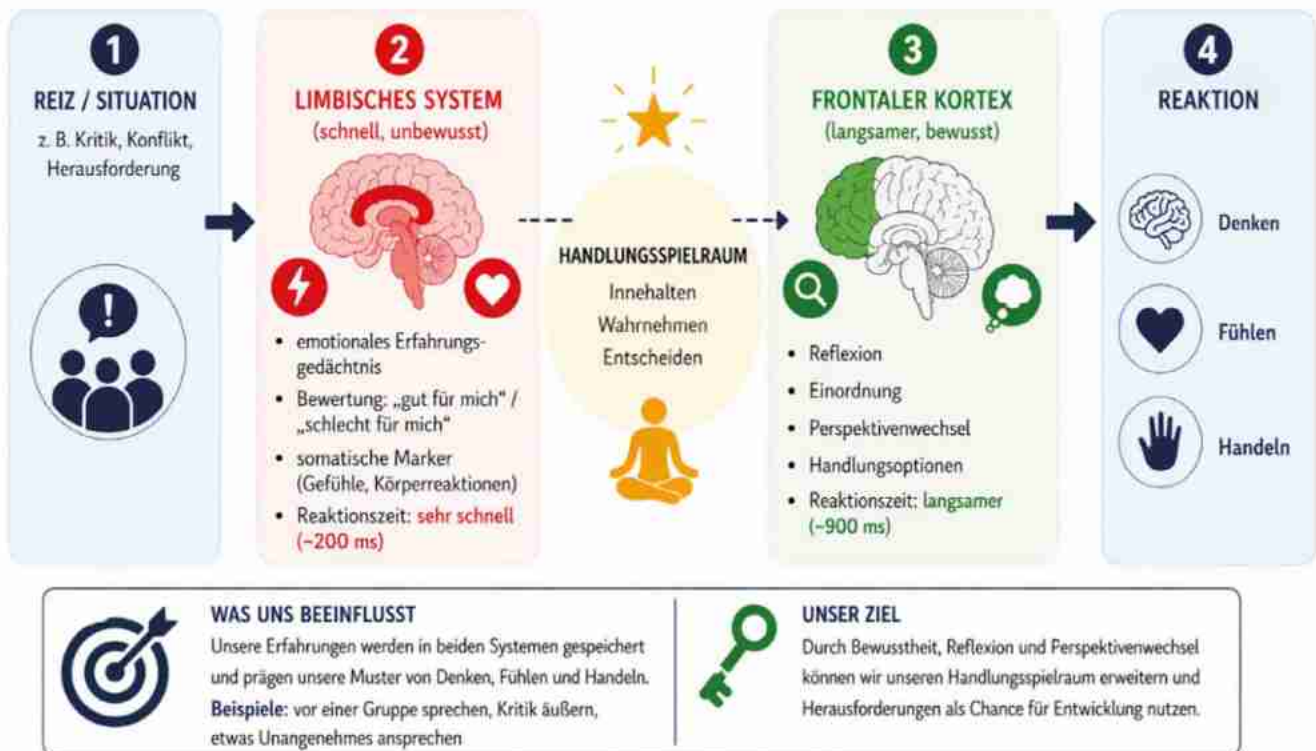 1
REIZ / SITUATION
z. B. Kritik, Konflikt,
Herausforderung
!
2
LIMBISCHES SYSTEM
(schnell, unbewusst)
• emotionales Erfahrungs-
gedächtnis
• Bewertung: „gut für mich“ /
„schlecht für mich“
• somatische Marker
(Gefühle, Körperreaktionen)
• Reaktionszeit: sehr schnell
(~200 ms)
HANDLUNGSSPIELRAUM
Innehalten
Wahrnehmen
Entscheiden
3
FRONTALER KORTEX
(langsamer, bewusst)
• Reflexion
• Einordnung
• Perspektivenwechsel
• Handlungsoptionen
• Reaktionszeit: langsamer
(~900 ms)
4
REAKTION
Denken
Fühlen
Handeln
WAS UNS BEEINFLUSST
Unsere Erfahrungen werden in beiden Systemen gespeichert
und prägen unsere Muster von Denken, Fühlen und Handeln.
Beispiele: vor einer Gruppe sprechen, Kritik äußern,
etwas Unangenehmes ansprechen
UNSER ZIEL
Durch Bewusstheit, Reflexion und Perspektivenwechsel
können wir unseren Handlungsspielraum erweitern und
Herausforderungen als Chance für Entwicklung nutzen.